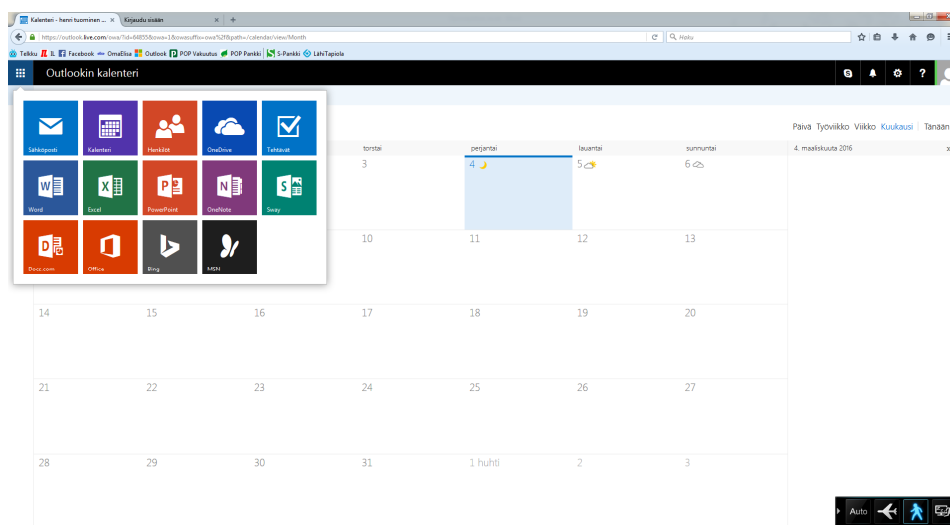 Kalenteri - henri tuominen ... ×
Kirjaudu sisään ×
+
https://outlook.live.com/owa/?id=64855&owa=1&owasuffix=owa%2f&path=/calendar/view/Month
Haku
Telkku IL IL Facebook OmaElisa Outlook POP Vakuutus POP Pankki S-Pankki LähiTapiola
Outlookin kalenteri
?
Sähköposti Kalenteri Henkilöt OneDrive Tehtävät
Word Excel PowerPoint OneNote Sway
Docs.com Office Bing MSN
Päivä Työviikko Viikko Kuukausi Tänään
torstai perjantai lauantai sunnuntai 4. maaliskuuta 2016 x
3 4 5 6
10 11 12 13
14 15 16 17 18 19 20
21 22 23 24 25 26 27
28 29 30 31 1 huhti 2 3
Auto